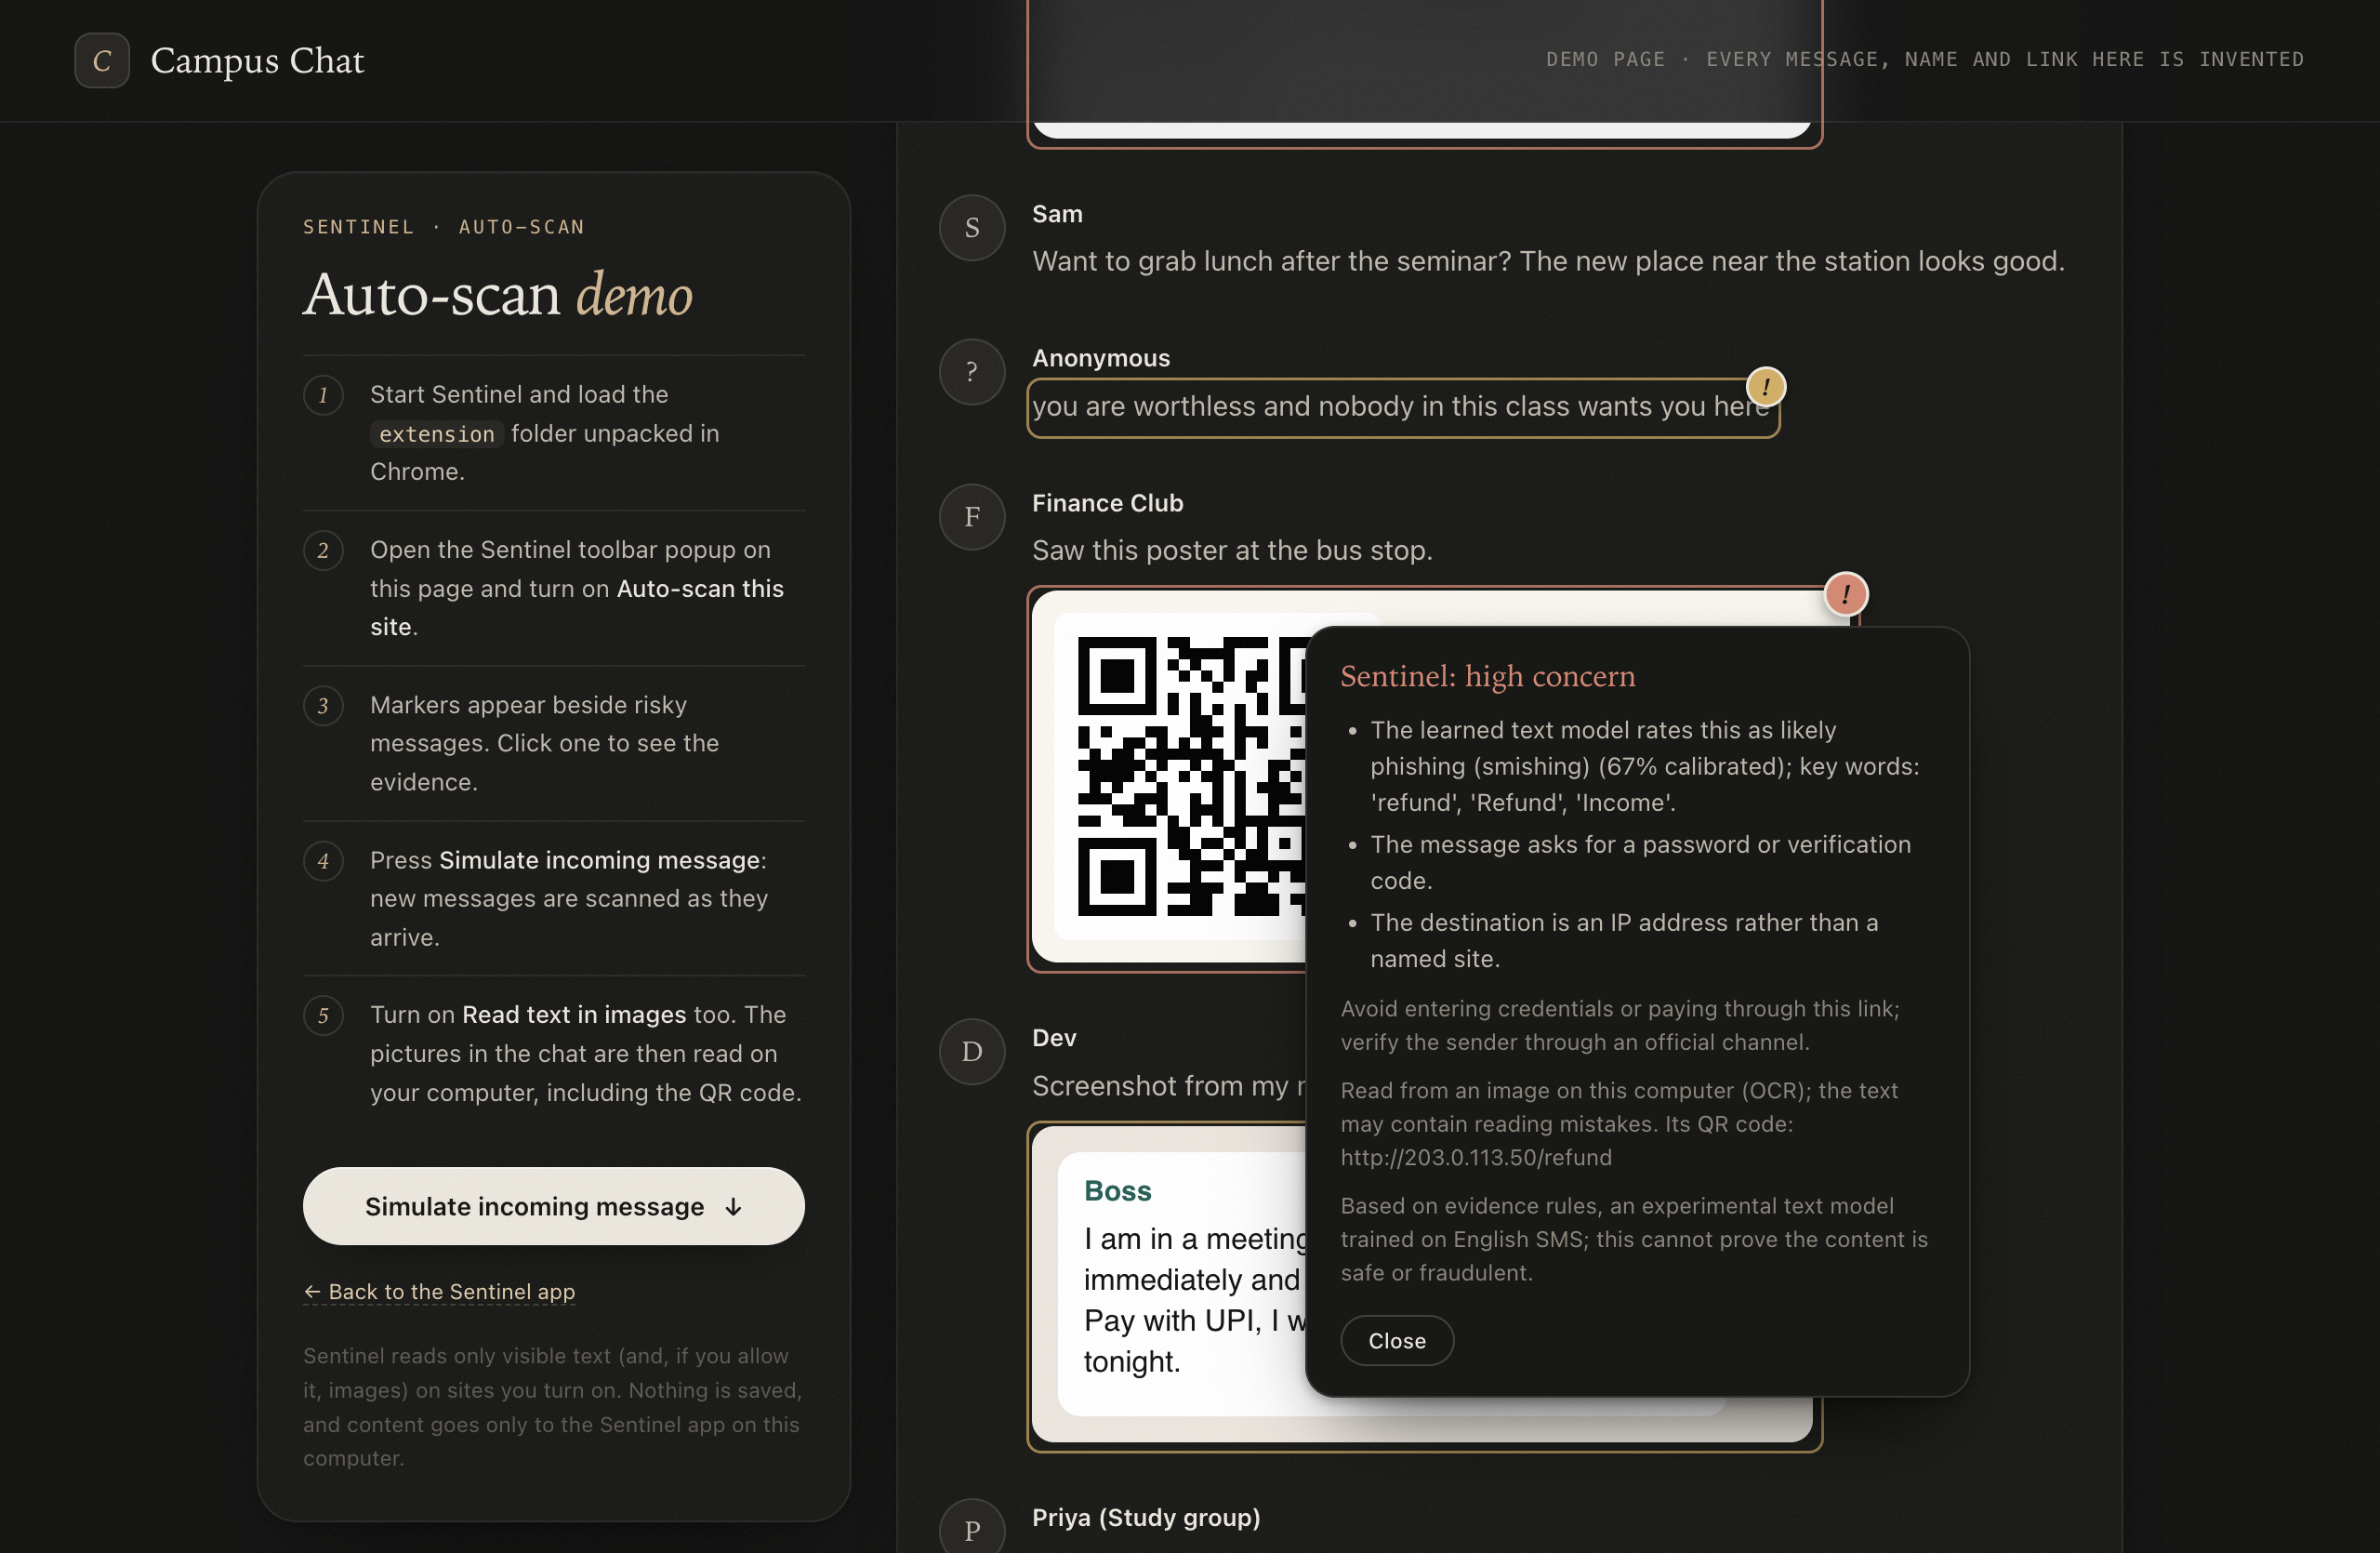 C
Campus Chat
DEMO PAGE · EVERY MESSAGE, NAME AND LINK HERE IS INVENTED
SENTINEL · AUTO-SCAN
Auto-scan demo
1
Start Sentinel and load the
extension folder unpacked in
Chrome.
2
Open the Sentinel toolbar popup on
this page and turn on Auto-scan this
site.
3
Markers appear beside risky
messages. Click one to see the
evidence.
4
Press Simulate incoming message:
new messages are scanned as they
arrive.
5
Turn on Read text in images too. The
pictures in the chat are then read on
your computer, including the QR code.
Simulate incoming message ↓
← Back to the Sentinel app
Sentinel reads only visible text (and, if you allow
it, images) on sites you turn on. Nothing is saved,
and content goes only to the Sentinel app on this
computer.
S
Sam
Want to grab lunch after the seminar? The new place near the station looks good.
?
Anonymous
!
you are worthless and nobody in this class wants you here
F
Finance Club
Saw this poster at the bus stop.
!
Sentinel: high concern
• The learned text model rates this as likely
phishing (smishing) (67% calibrated); key words:
'refund', 'Refund', 'Income'.
• The message asks for a password or verification
code.
• The destination is an IP address rather than a
named site.
Avoid entering credentials or paying through this link;
verify the sender through an official channel.
Read from an image on this computer (OCR); the text
may contain reading mistakes. Its QR code:
http://203.0.113.50/refund
Based on evidence rules, an experimental text model
trained on English SMS; this cannot prove the content is
safe or fraudulent.
Close
D
Dev
Screenshot from my
Boss
I am in a meeting
immediately and
Pay with UPI, I
tonight.
P
Priya (Study group)